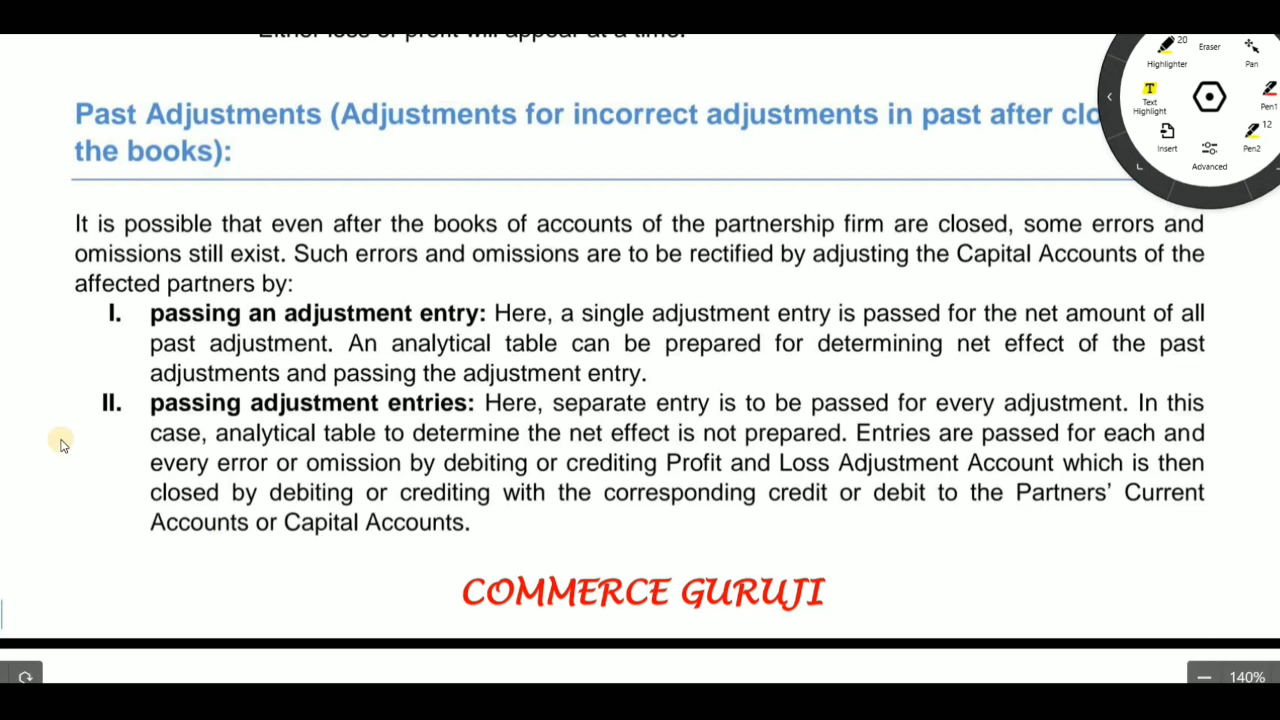 Either loss or profit will appear at a time.
Past Adjustments (Adjustments for incorrect adjustments in past after clo
the books):
It is possible that even after the books of accounts of the partnership firm are closed, some errors and
omissions still exist. Such errors and omissions are to be rectified by adjusting the Capital Accounts of the
affected partners by:
I. passing an adjustment entry: Here, a single adjustment entry is passed for the net amount of all
past adjustment. An analytical table can be prepared for determining net effect of the past
adjustments and passing the adjustment entry.
II. passing adjustment entries: Here, separate entry is to be passed for every adjustment. In this
case, analytical table to determine the net effect is not prepared. Entries are passed for each and
every error or omission by debiting or crediting Profit and Loss Adjustment Account which is then
closed by debiting or crediting with the corresponding credit or debit to the Partners' Current
Accounts or Capital Accounts.
COMMERCE GURUJI
20
Highlighter
Eraser
Pan
T
Text
Highlight
Pen1
Insert
12
Pen2
Advanced
140%